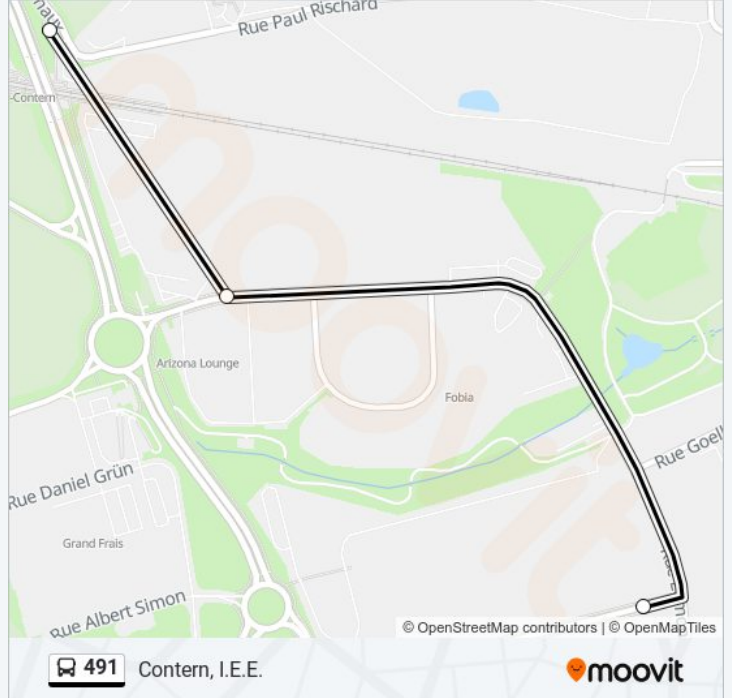 Rue Paul Rischard
-Contern
Arizona Lounge
Fobia
Rue Goell
Rue Daniel Grün
Grand Frais
Rue Albert Simon
© OpenStreetMap contributors | © OpenMapTiles
491 Contern, I.E.E.
moovit